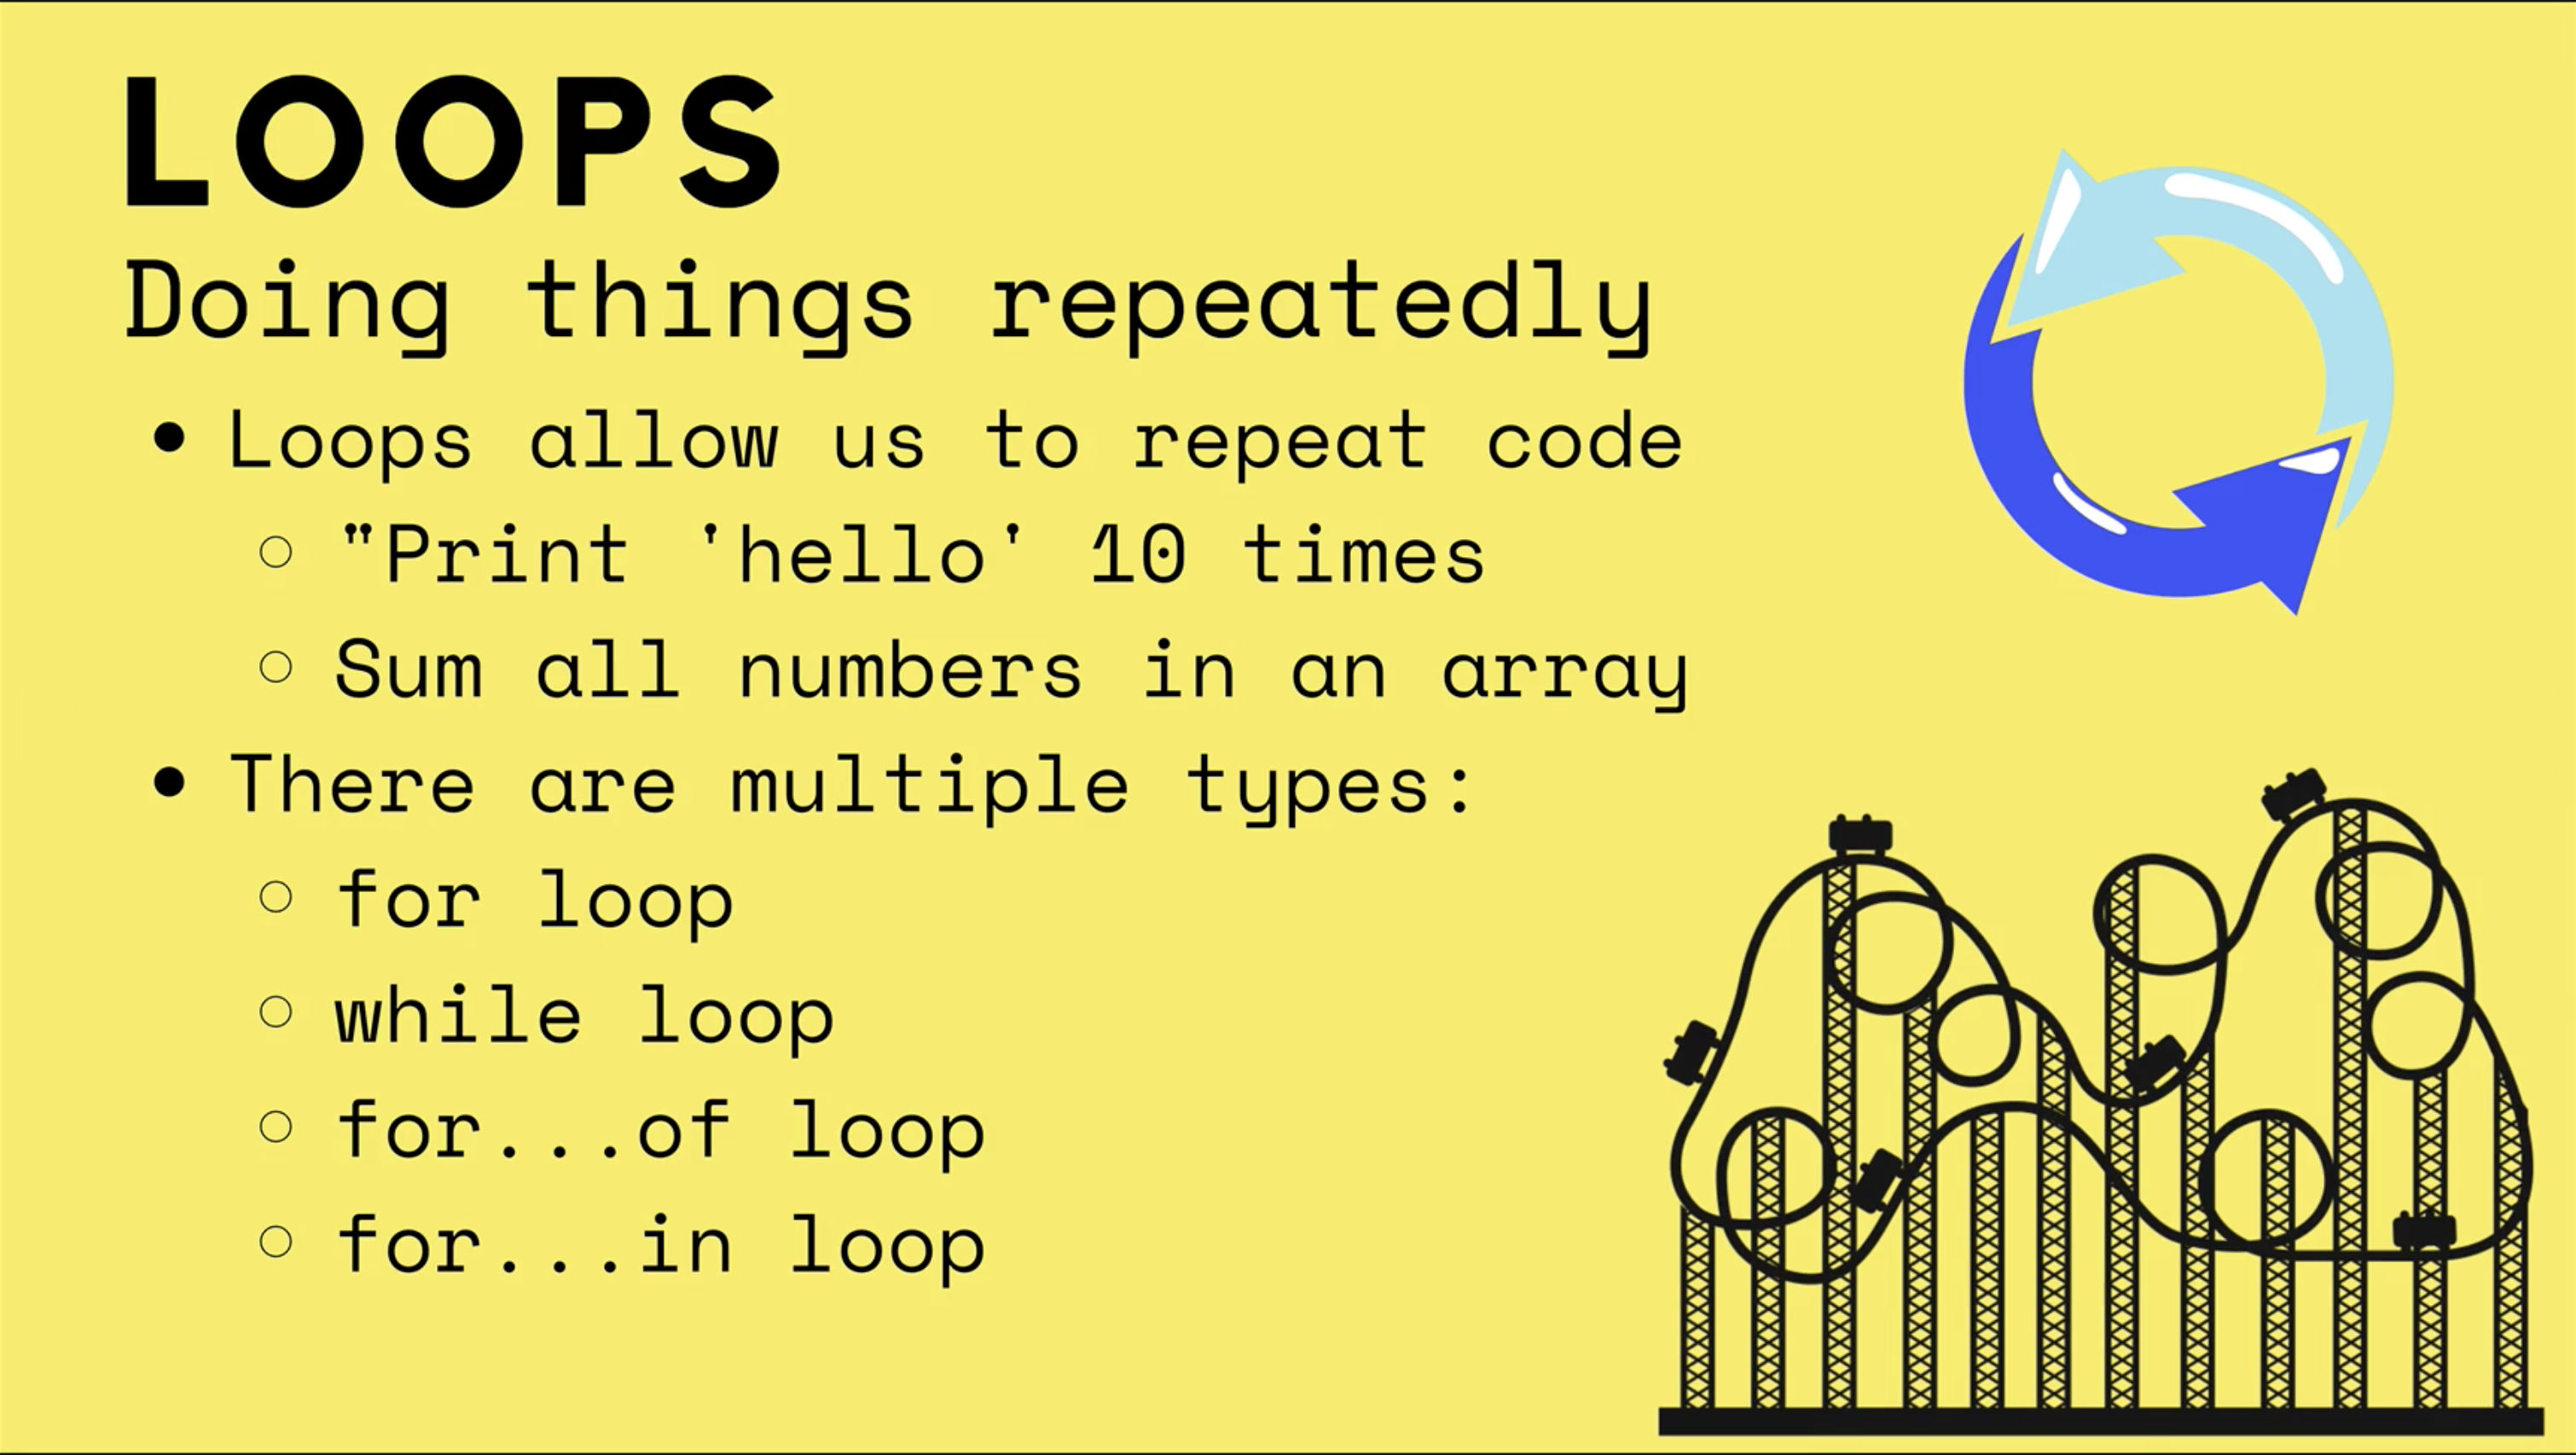 LOOPS
Doing things repeatedly
• Loops allow us to repeat code
○ "Print 'hello' 10 times
○ Sum all numbers in an array
• There are multiple types:
○ for loop
○ while loop
○ for...of loop
○ for...in loop